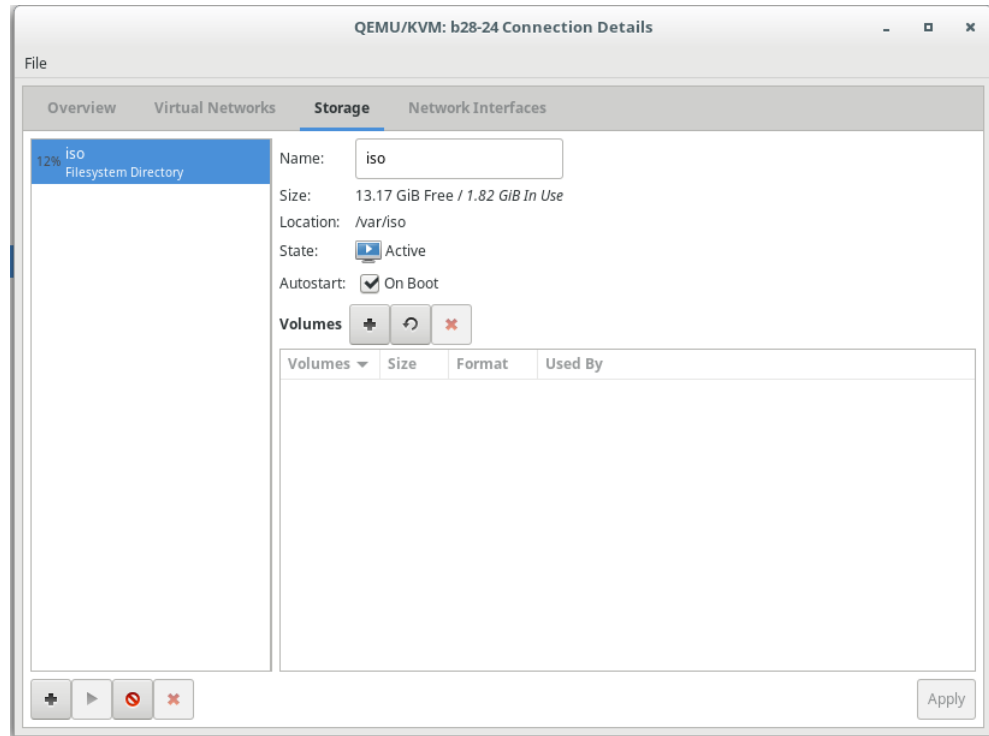 QEMU/KVM: b28-24 Connection Details
File
Overview Virtual Networks Storage Network Interfaces
12% iso
Filesystem Directory
Name: iso
Size: 13.17 GiB Free / 1.82 GiB In Use
Location: /var/iso
State: Active
Autostart: On Boot
Volumes
Volumes Size Format Used By
Apply